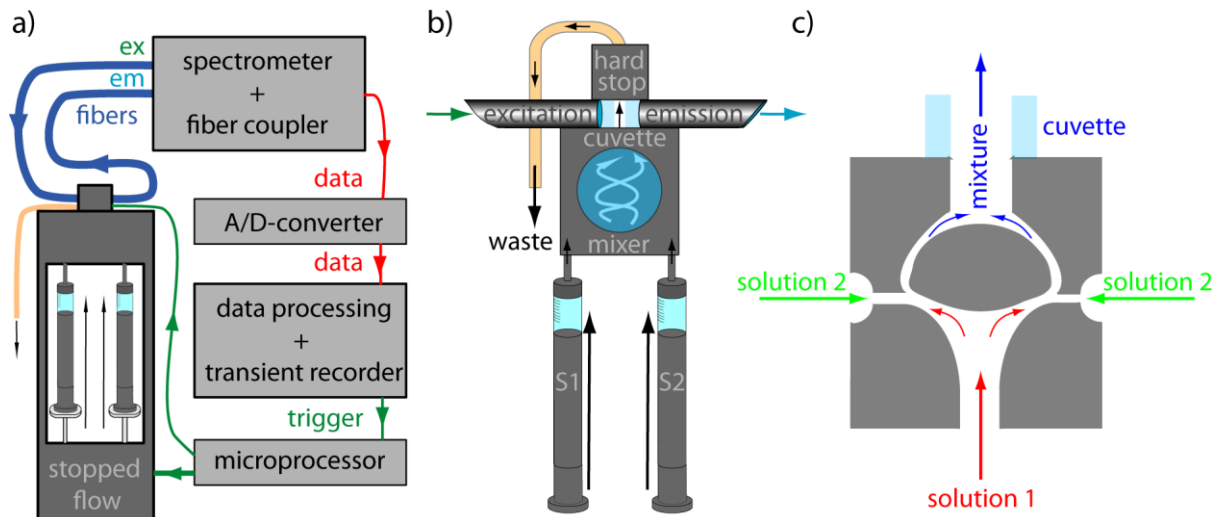 a)
ex
em
fibers
spectrometer
+
fiber coupler
data
A/D-converter
data
data processing
+
transient recorder
trigger
microprocessor
stopped
flow
b)
hard
stop
excitation
emission
cuvette
waste
mixer
S1
S2
c)
mixture
cuvette
solution 2
solution 2
solution 1